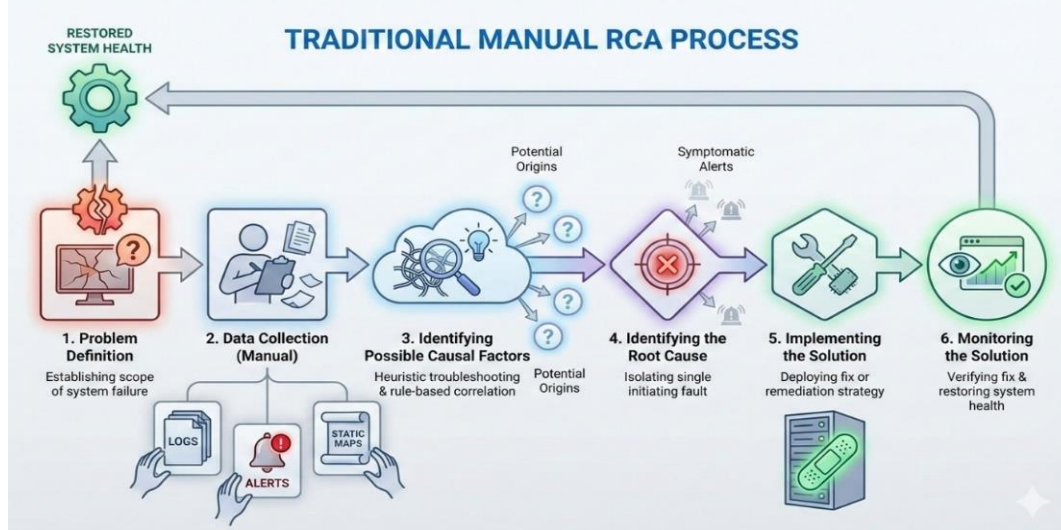 RESTORED
SYSTEM HEALTH
TRADITIONAL MANUAL RCA PROCESS
Potential
Origins
Symptomatic
Alerts
?
?
?
?
?
1. Problem
Definition
Establishing scope
of system failure
2. Data Collection
(Manual)
LOGS
ALERTS
STATIC
MAPS
3. Identifying
Possible Causal Factors
Heuristic troubleshooting
& rule-based correlation
Potential
Origins
4. Identifying the
Root Cause
Isolating single
initiating fault
5. Implementing
the Solution
Deploying fix or
remediation strategy
6. Monitoring
the Solution
Verifying fix &
restoring system
health